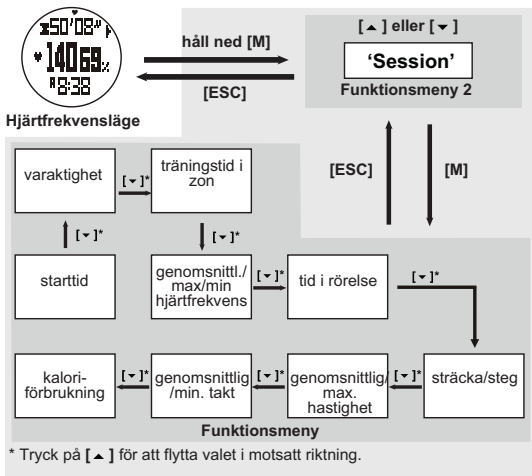 50'08"
140 69%
8:38
Hjärtfrekvensläge
håll ned [M]
[ESC]
[▲] eller [▼]
'Session'
Funktionsmeny 2
[ESC]
[M]
varaktighet
[▼]*
träningstid i
zon
[▼]*
[▼]*
starttid
genomsnittl./
max/min
hjärtfrekvens
[▼]*
tid i rörelse
[▼]*
kalori-
förbrukning
[▼]*
genomsnittlig
/min. takt
[▼]*
genomsnittlig/
max.
hastighet
[▼]*
sträcka/steg
Funktionsmeny
* Tryck på [▲] för att flytta valet i motsatt riktning.